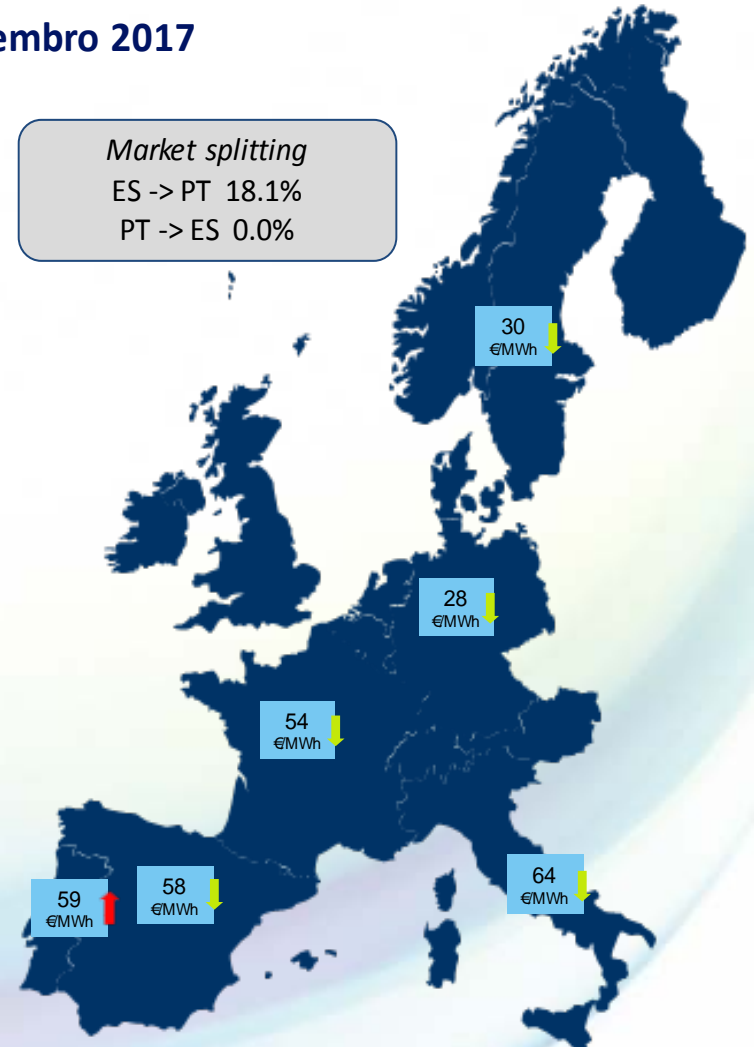 embro 2017
Market splitting
ES -> PT 18.1%
PT -> ES 0.0%
30
€/MWh
28
€/MWh
54
€/MWh
58
€/MWh
59
€/MWh
64
€/MWh